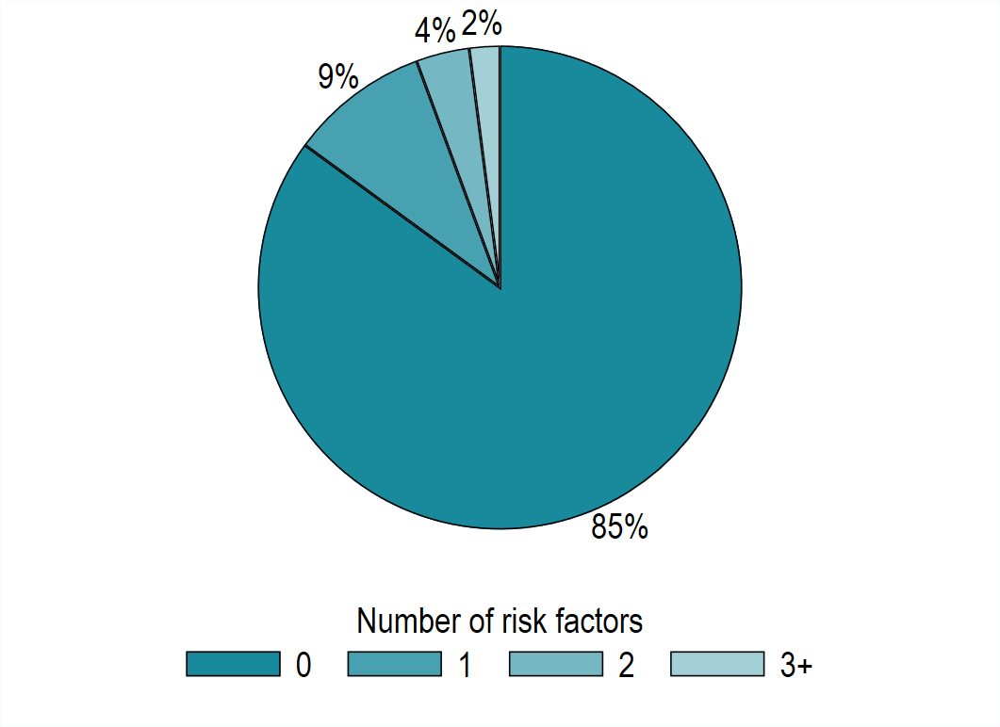 4% 2%
9%
85%
Number of risk factors
0 1 2 3+